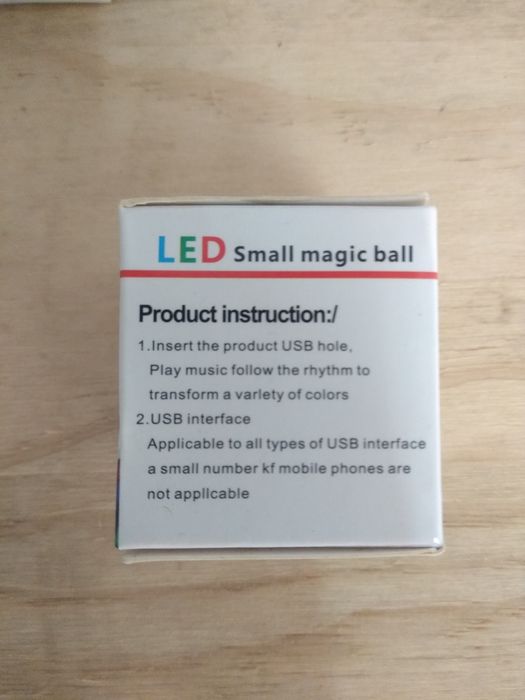 LED Small magic ball
Product instruction:/
1.Insert the product USB hole,
Play music follow the rhythm to
transform a variety of colors
2.USB interface
Applicable to all types of USB interface
a small number kf mobile phones are
not applicable